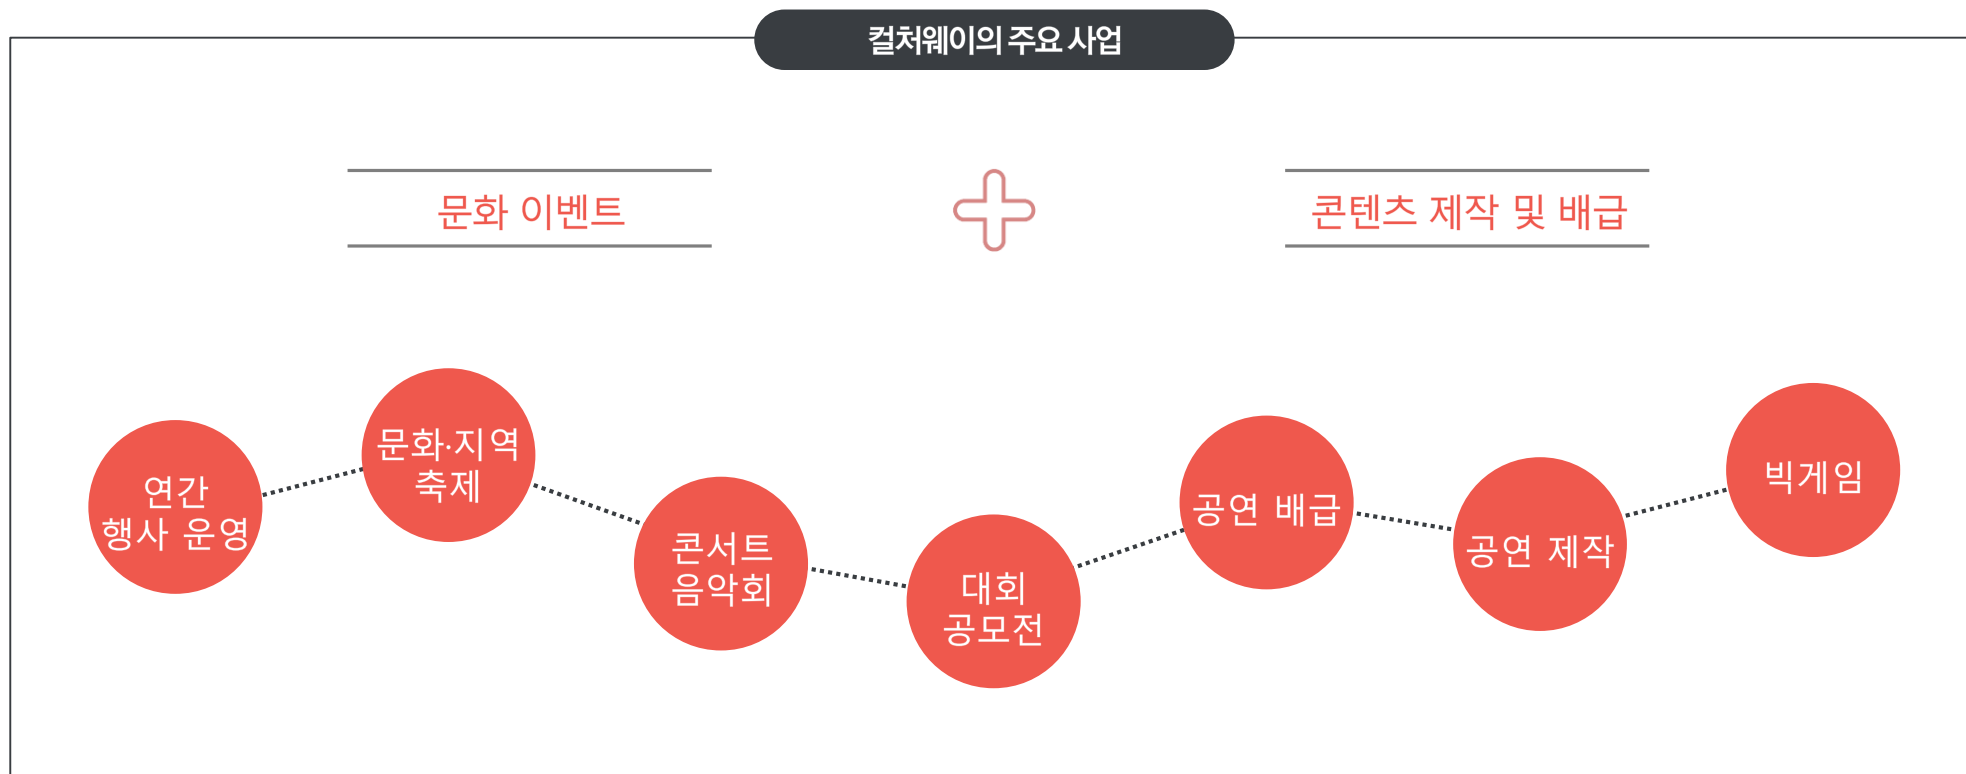 컬처웨이의 주요 사업
문화 이벤트
콘텐츠 제작 및 배급
연간
행사 운영
문화·지역
축제
콘서트
음악회
대회
공모전
공연 배급
공연 제작
빅게임